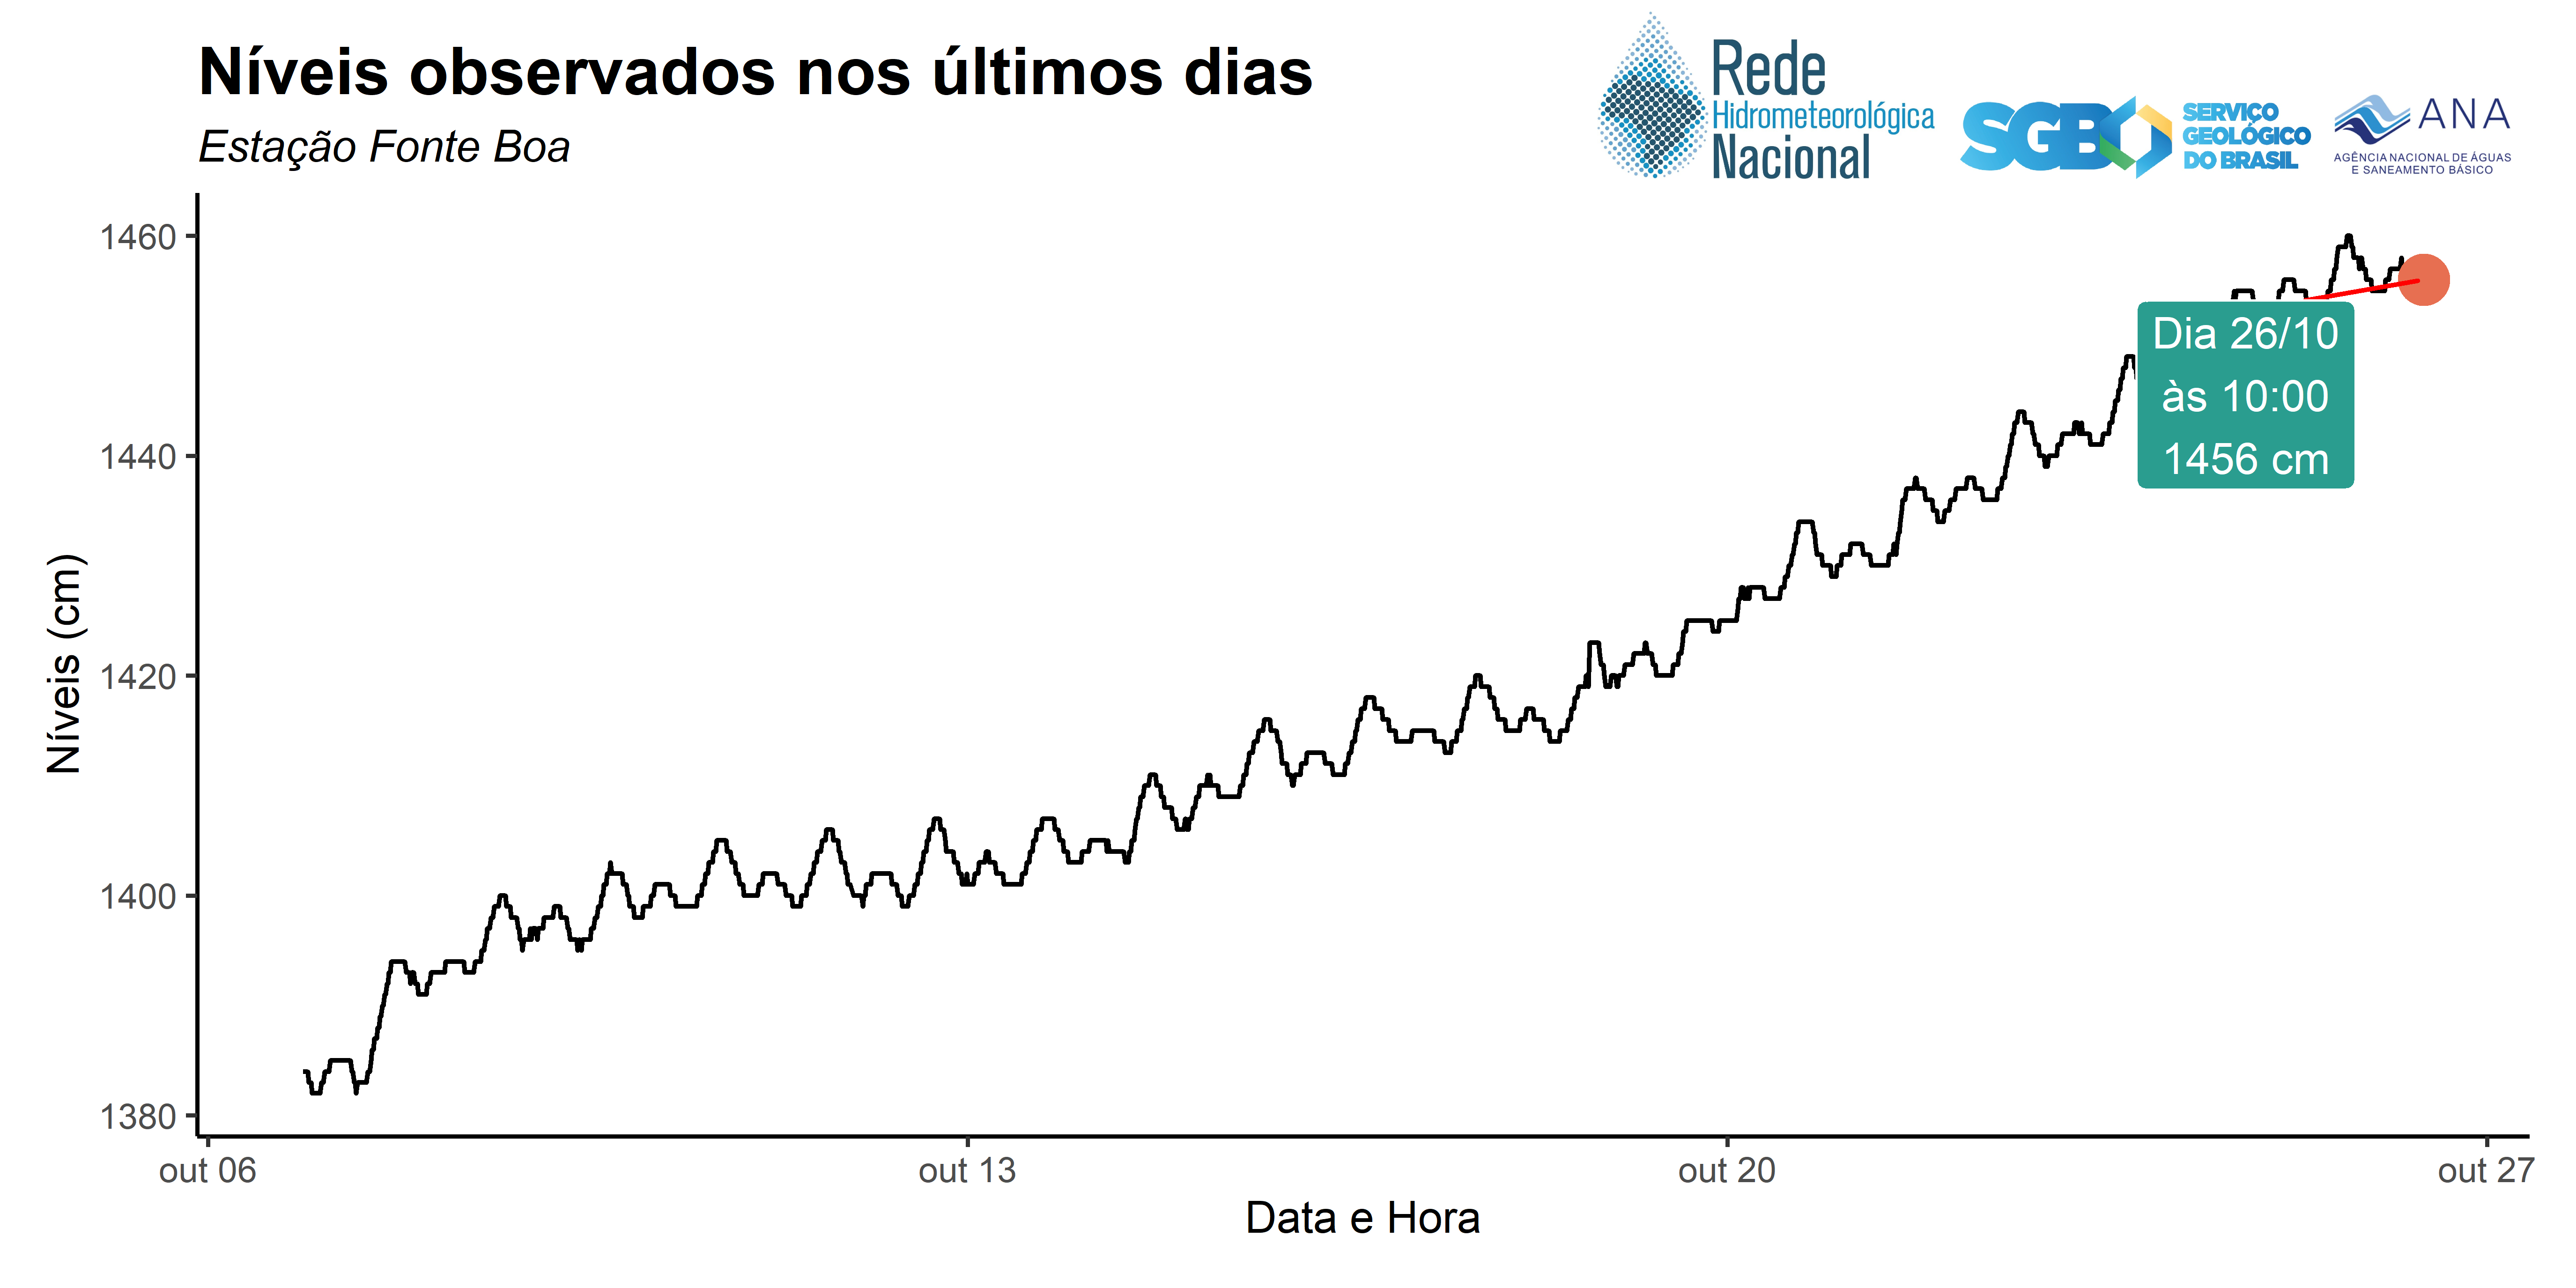 Níveis observados nos últimos dias
Estação Fonte Boa
Rede
Hidrometeorológica
Nacional
SGB
SERVIÇO
GEOLÓGICO
DO BRASIL
ANA
AGÊNCIA NACIONAL DE ÁGUAS
E SANEAMENTO BÁSICO
1460
1440
1420
1400
1380
Níveis (cm)
Dia 26/10
às 10:00
1456 cm
out 06
out 13
out 20
out 27
Data e Hora